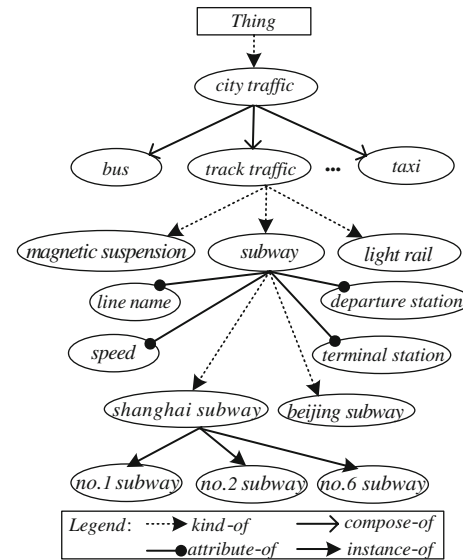 Thing
city traffic
bus
track traffic
...
taxi
magnetic suspension
subway
light rail
line name
departure station
speed
terminal station
shanghai subway
beijing subway
no.1 subway
no.2 subway
no.6 subway
Legend: kind-of compose-of
attribute-of instance-of